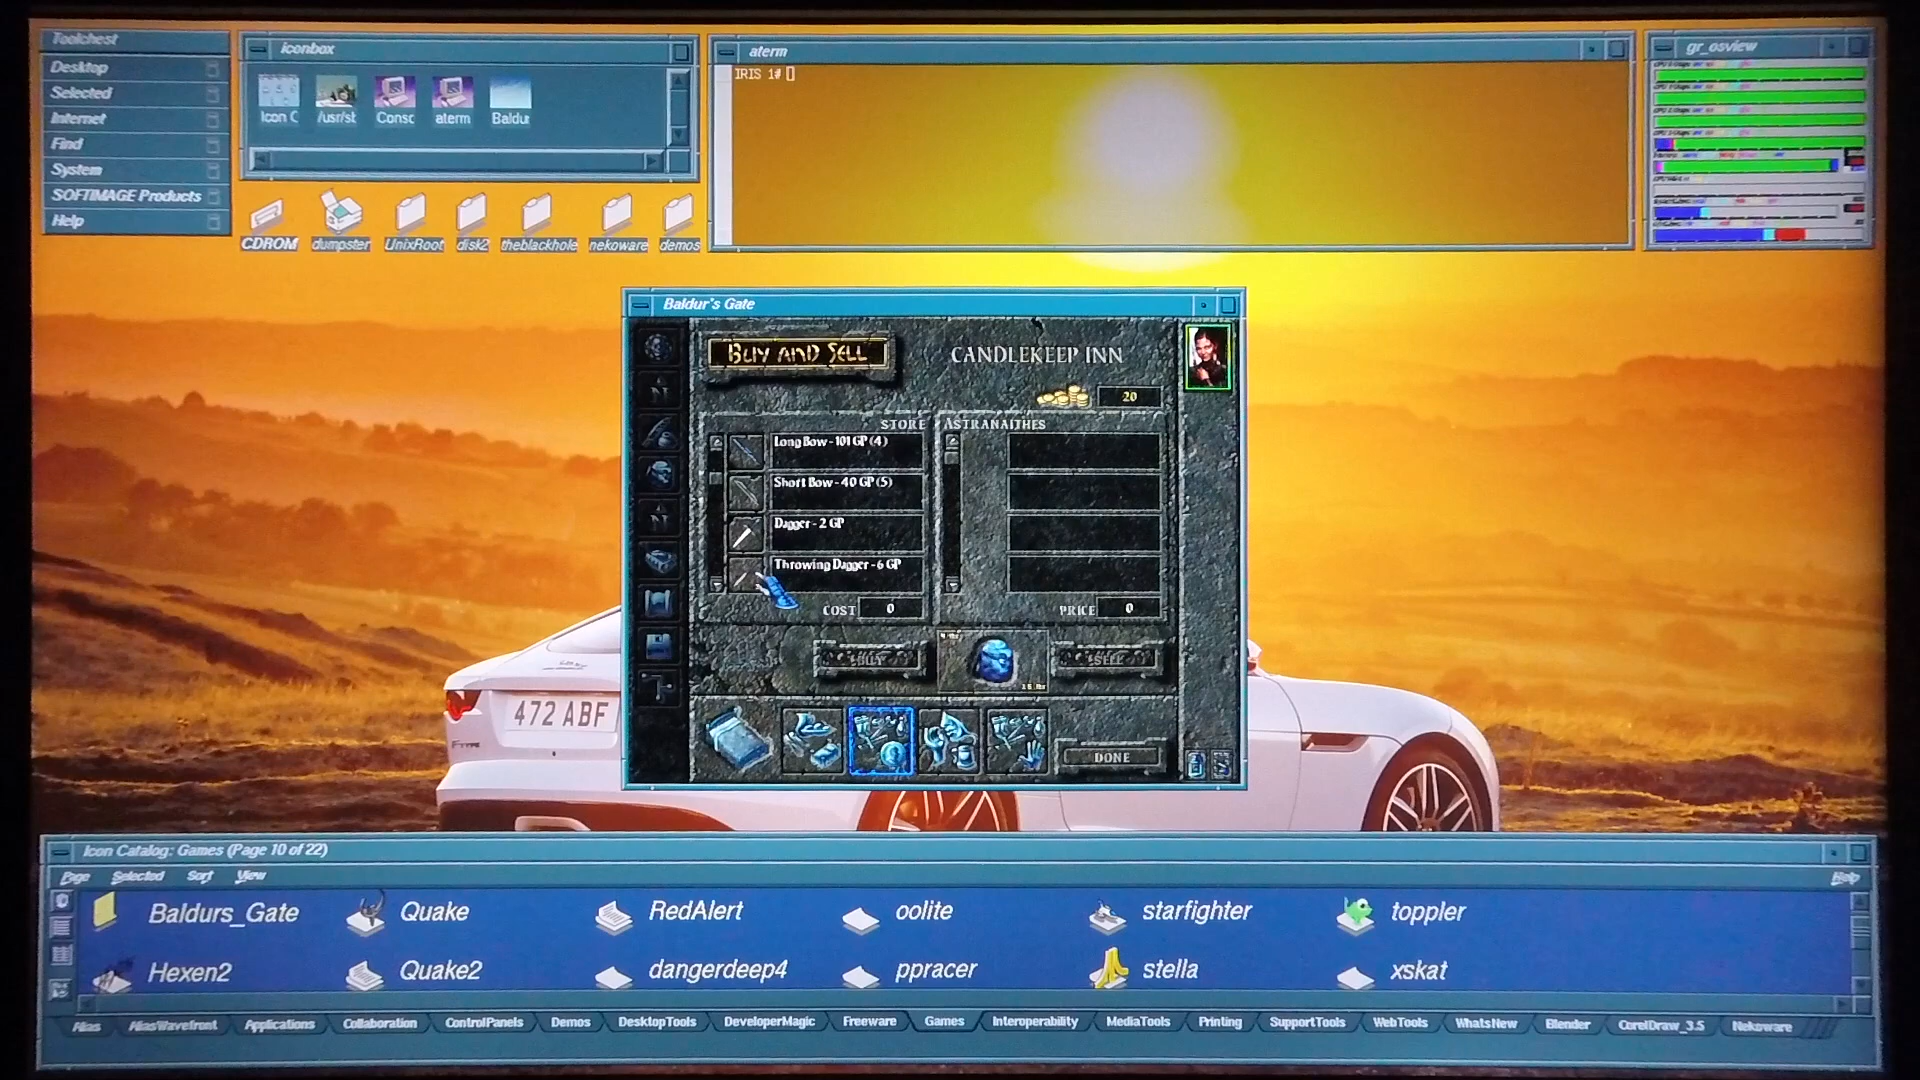 Toolchest
Desktop
Selected
Internet
Find
System
SOFTIMAGE Products
Help
iconbox
Icon C
/usr/sb
Consc
aterm
Baldur
CDROM
dumpster
UnixRoot
disk2
theblackhole
nekoware
demos
aterm
IRIS 1#
gr_osview
Baldur's Gate
BUY AND SELL
CANDLEKEEP INN
20
STORE
ASTRANAITHES
Long Bow - 101 GP (4)
Short Bow - 40 GP (5)
Dagger - 2 GP
Throwing Dagger - 6 GP
COST 0
PRICE 0
BUY
SELL
DONE
472 ABF
F-TYPE
Icon Catalog: Games (Page 10 of 22)
Page Selected Sort View Help
Baldurs_Gate Quake RedAlert oolite starfighter toppler
Hexen2 Quake2 dangerdeep4 ppracer stella xskat
Alias AliasWavefront Applications Collaboration ControlPanels Demos DesktopTools DeveloperMagic Freeware Games Interoperability MediaTools Printing SupportTools WebTools WhatsNew Blender CorelDraw_3.5 Nekoware